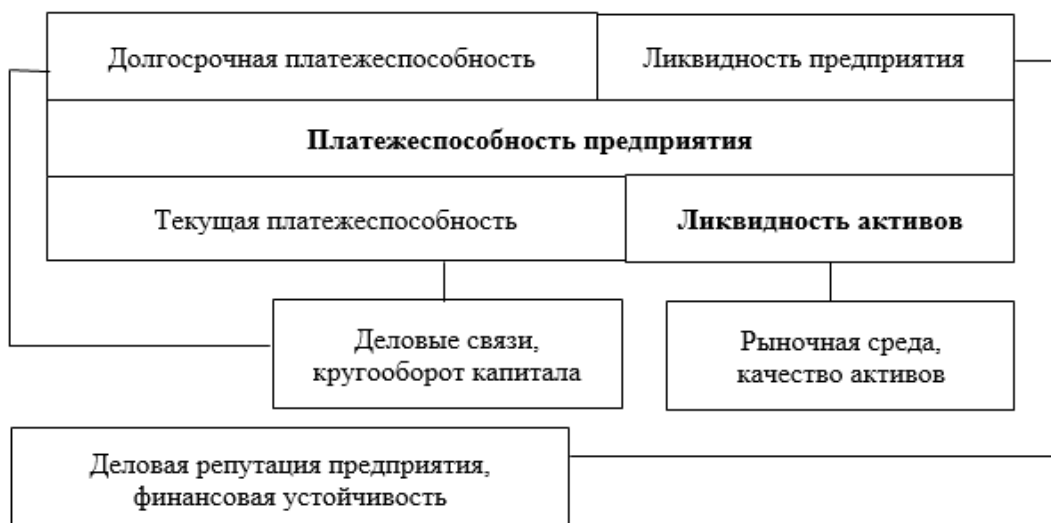 Долгосрочная платежеспособность
Ликвидность предприятия
Платежеспособность предприятия
Текущая платежеспособность
Ликвидность активов
Деловые связи,
кругооборот капитала
Рыночная среда,
качество активов
Деловая репутация предприятия,
финансовая устойчивость